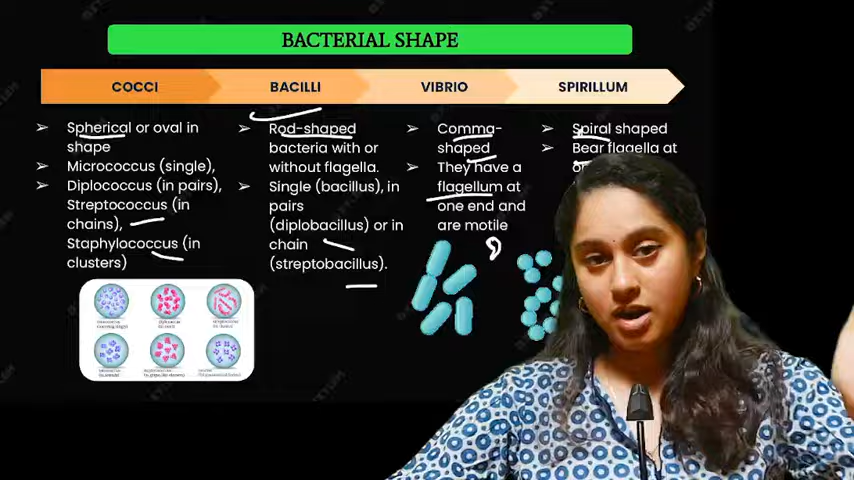 BACTERIAL SHAPE
COCCI
BACILLI
VIBRIO
SPIRILLUM
➢ Spherical or oval in
shape
➢ Micrococcus (single),
➢ Diplococcus (in pairs),
Streptococcus (in
chains),
Staphylococcus (in
clusters)
➢ Rod-shaped
bacteria with or
without flagella.
➢ Single (bacillus), in
pairs
(diplobacillus) or in
chain
(streptobacillus).
➢ Comma-
shaped
➢ They have a
flagellum at
one end and
are motile
➢ Spiral shaped
➢ Bear flagella at